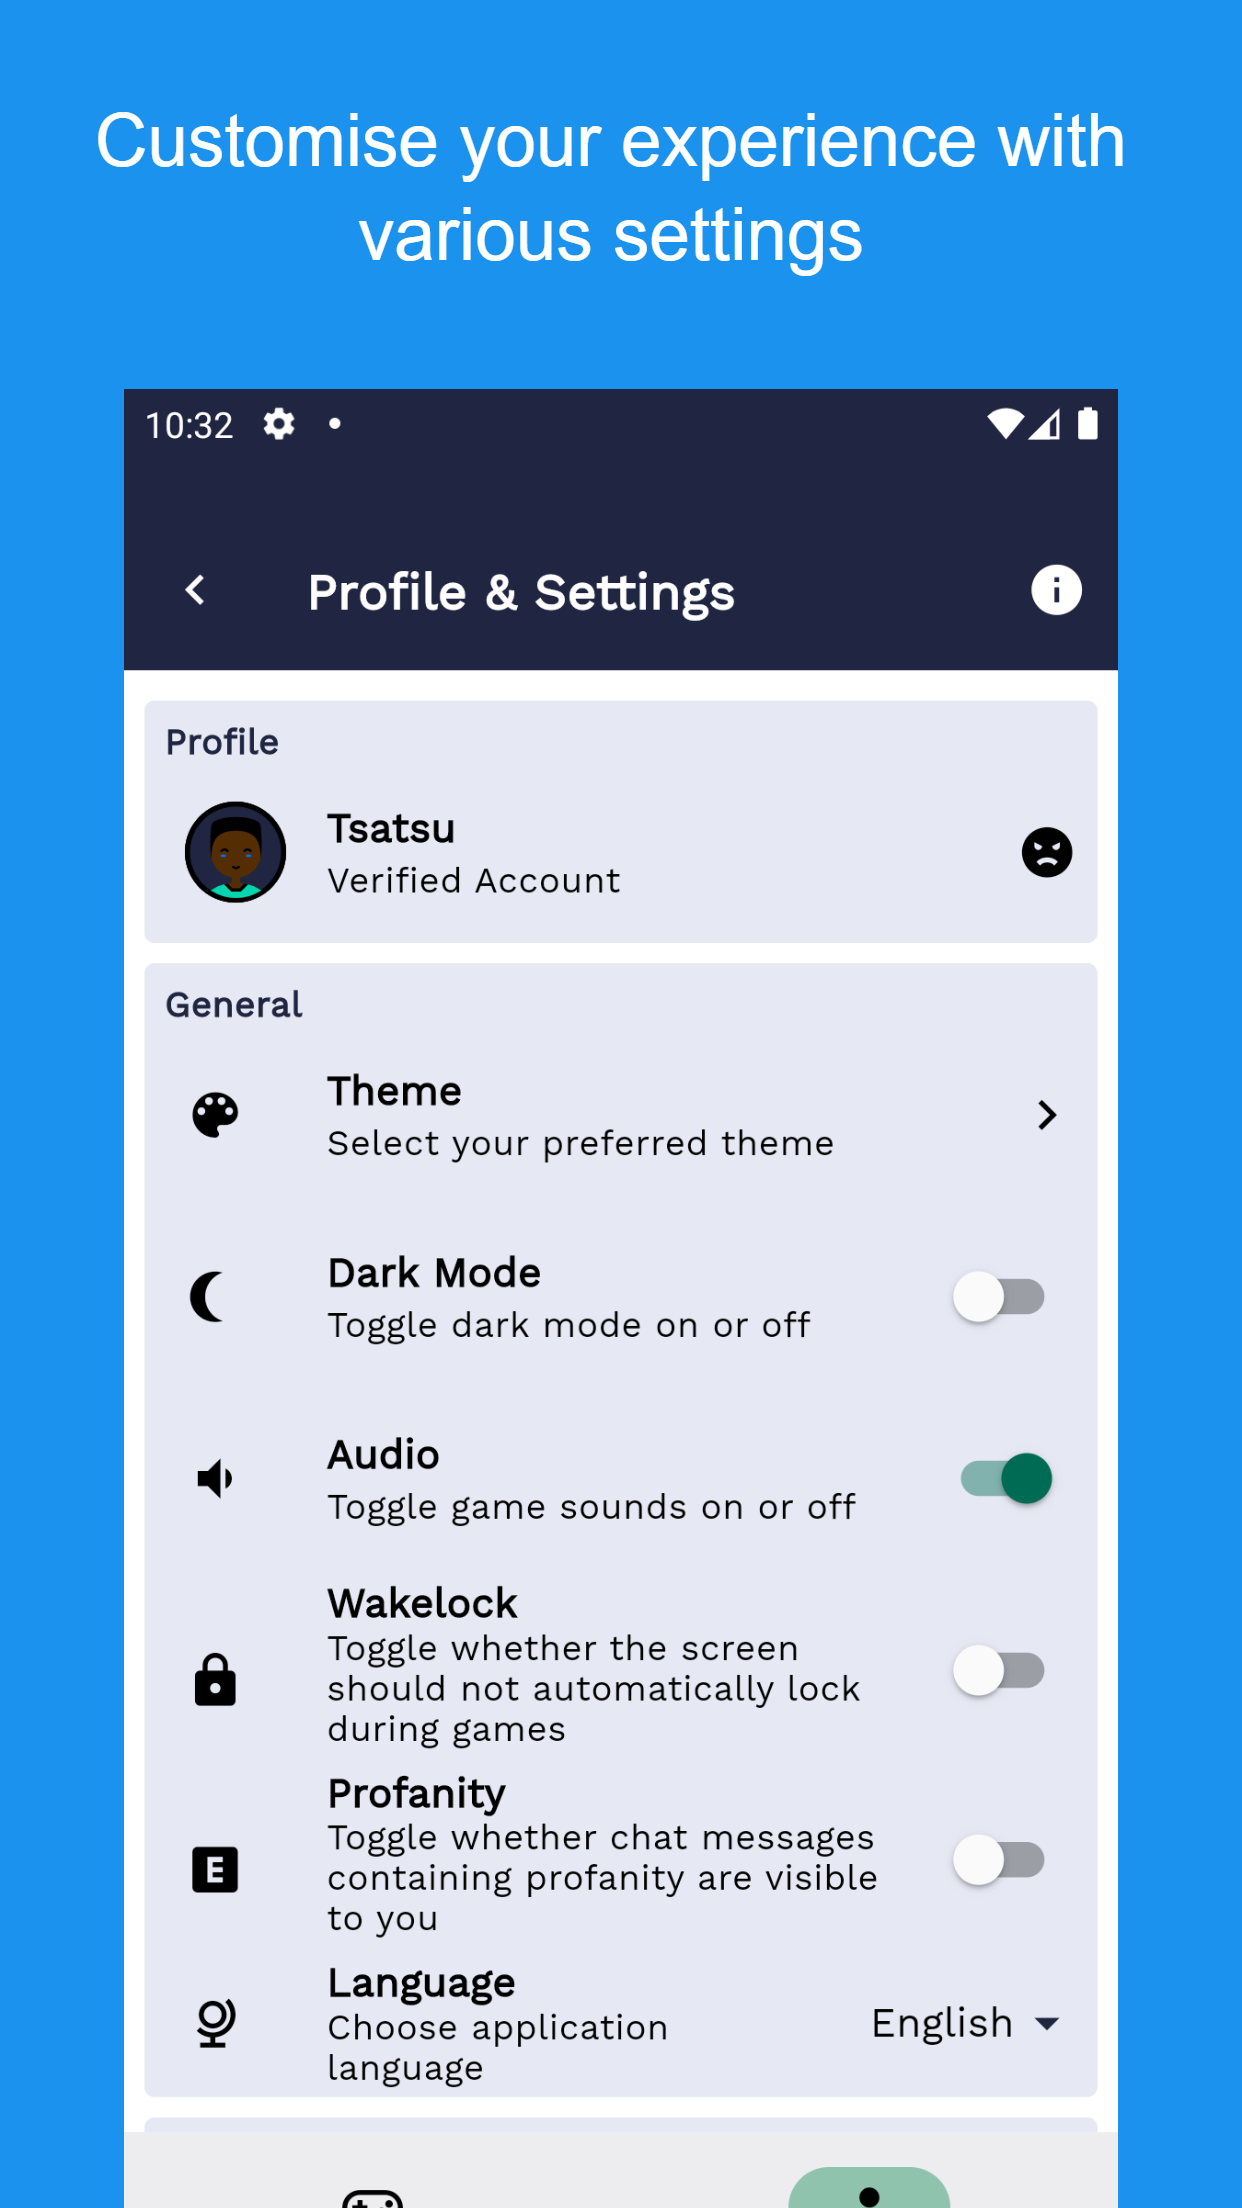 Customise your experience with
various settings
10:32
Profile & Settings
Profile
Tsatsu
Verified Account
General
Theme
Select your preferred theme
Dark Mode
Toggle dark mode on or off
Audio
Toggle game sounds on or off
Wakelock
Toggle whether the screen
should not automatically lock
during games
Profanity
Toggle whether chat messages
containing profanity are visible
to you
E
Language
Choose application
language
English